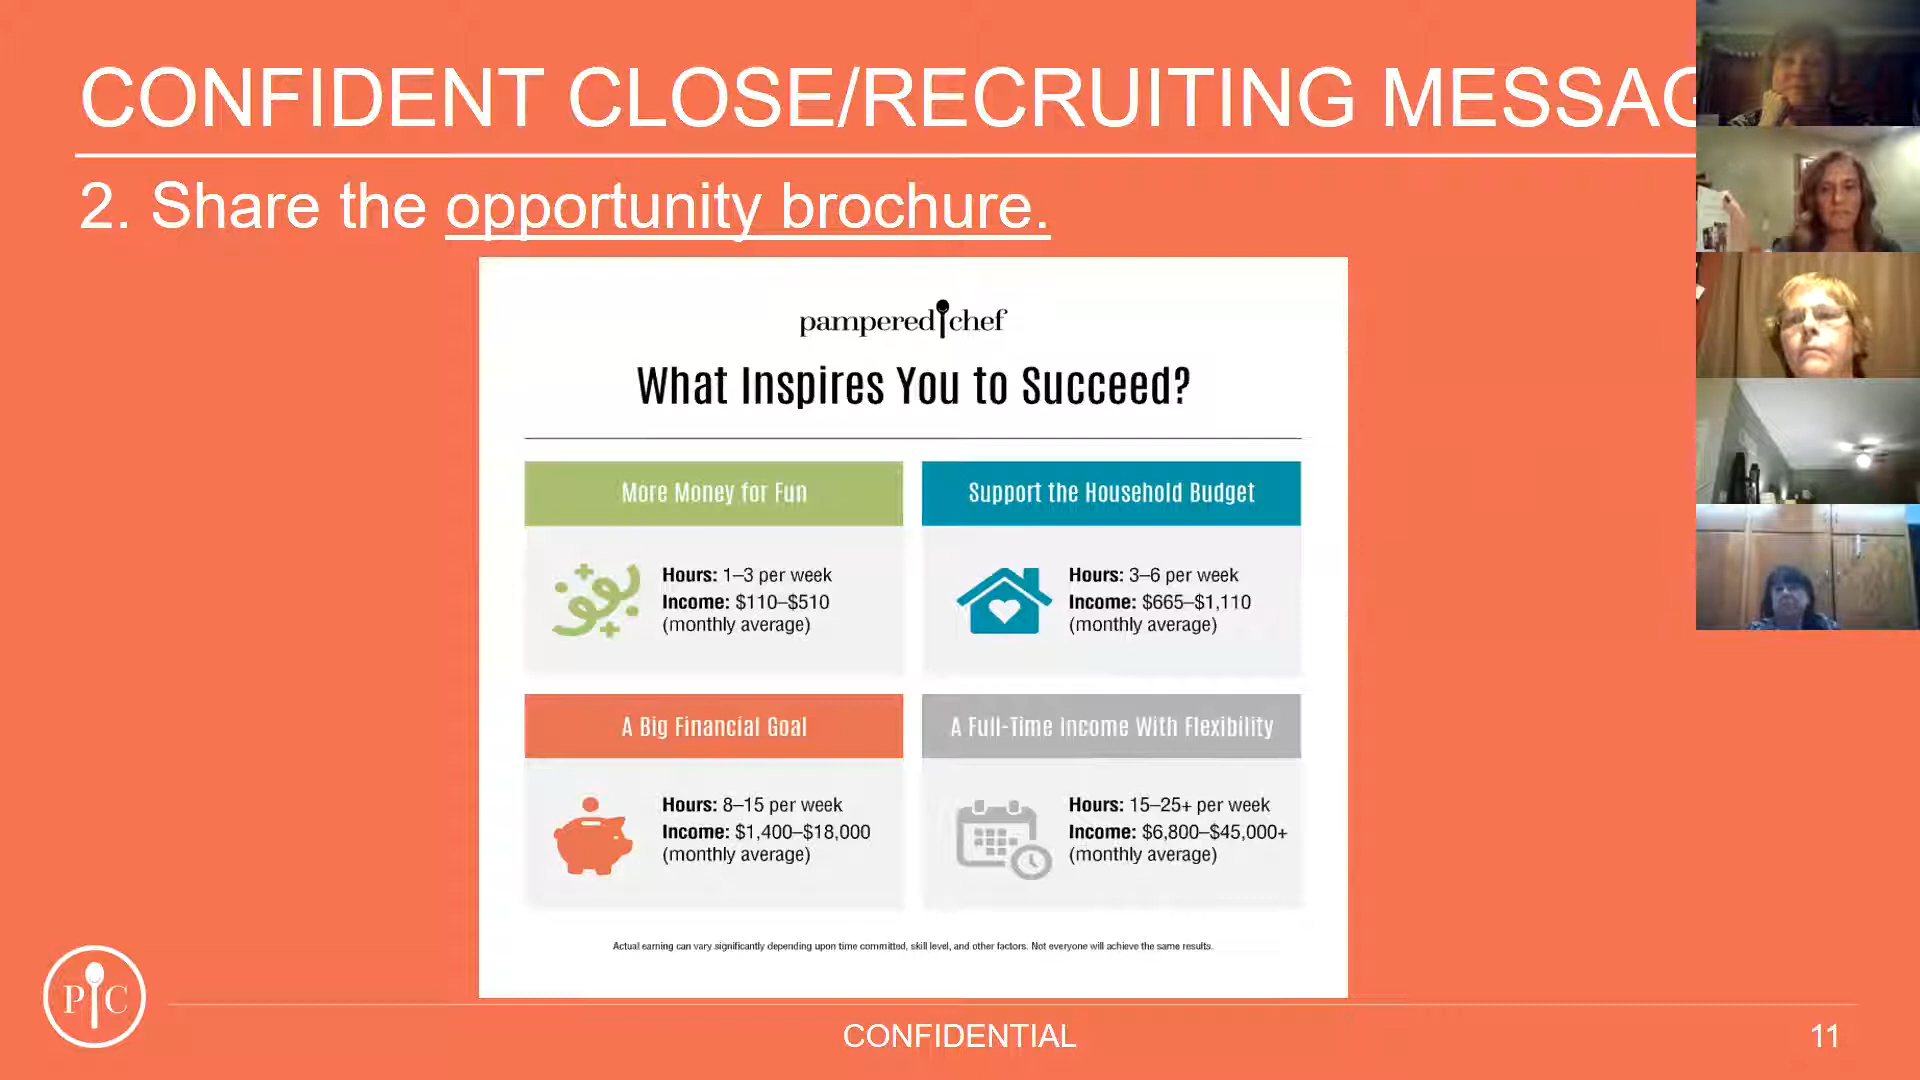 CONFIDENT CLOSE/RECRUITING MESSAG
2. Share the opportunity brochure.
pampered chef
What Inspires You to Succeed?
More Money for Fun
Hours: 1–3 per week
Income: $110–$510
(monthly average)
Support the Household Budget
Hours: 3–6 per week
Income: $665–$1,110
(monthly average)
A Big Financial Goal
Hours: 8–15 per week
Income: $1,400–$18,000
(monthly average)
A Full-Time Income With Flexibility
Hours: 15–25+ per week
Income: $6,800–$45,000+
(monthly average)
Actual earning can vary significantly depending upon time committed, skill level, and other factors. Not everyone will achieve the same results.
PC
CONFIDENTIAL
11